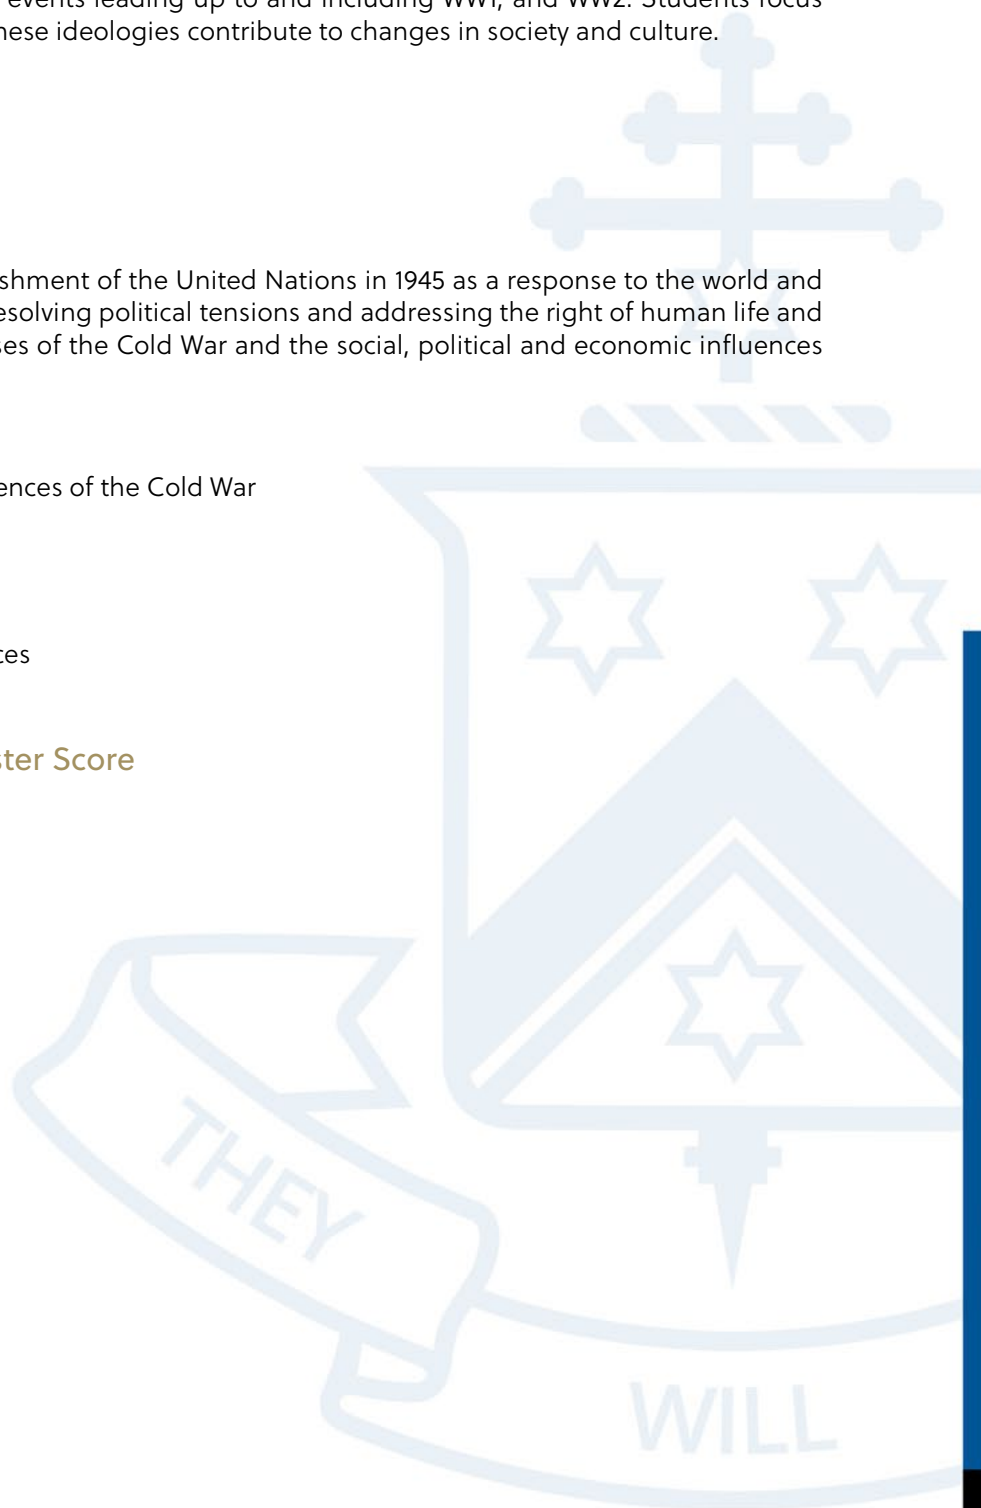 events leading up to and including WW1, and WW2. Students focus
hese ideologies contribute to changes in society and culture.
shment of the United Nations in 1945 as a response to the world and
esolving political tensions and addressing the right of human life and
ses of the Cold War and the social, political and economic influences
ences of the Cold War
ces
ster Score
THEY
WILL